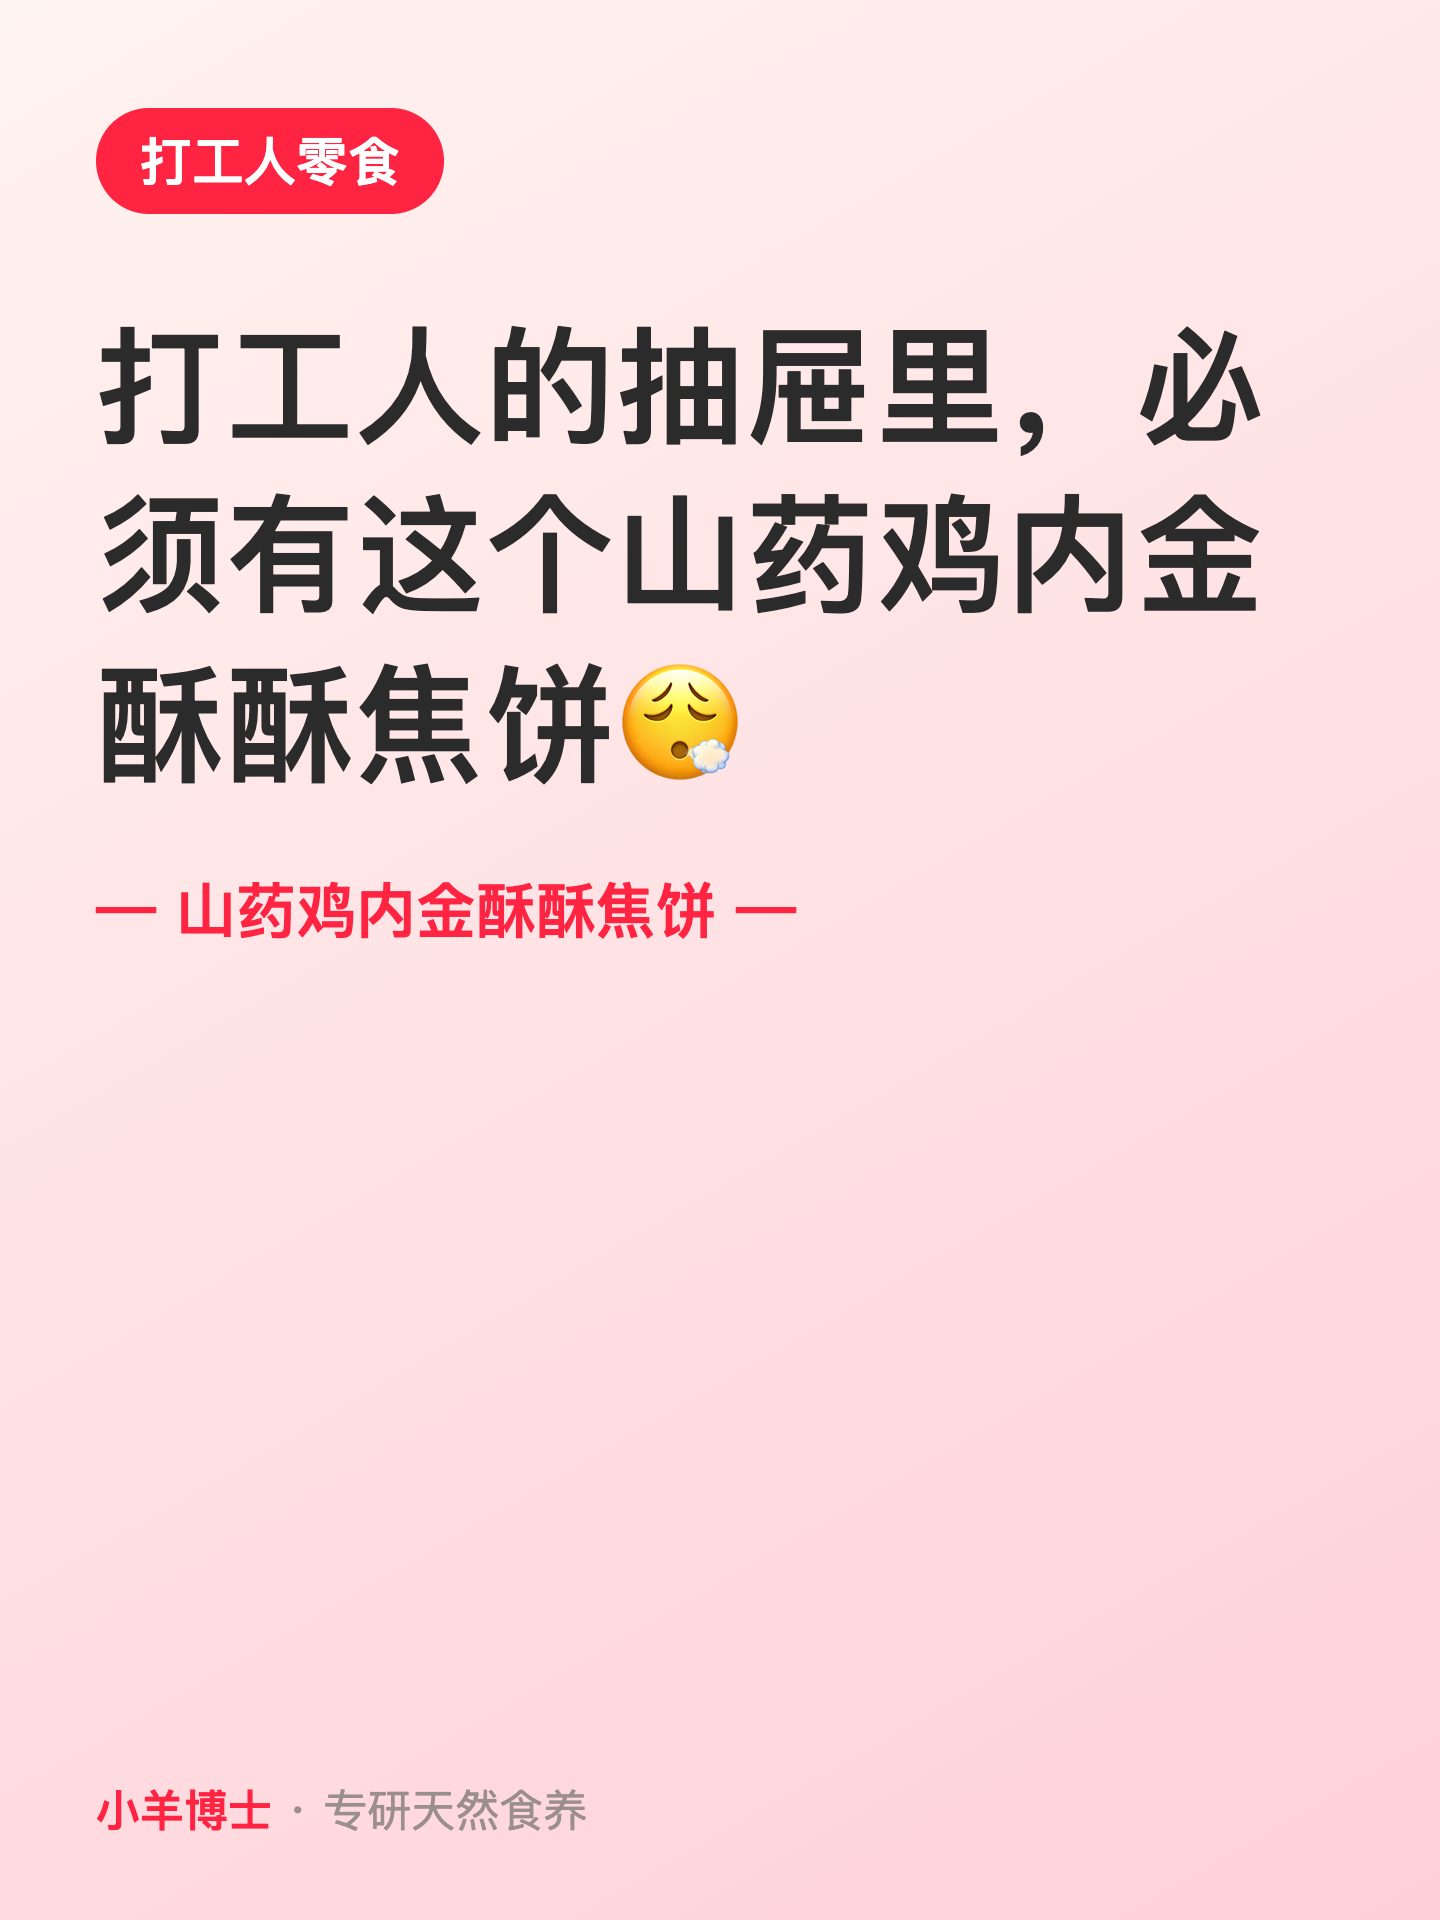 打工人零食
打工人的抽屉里，必
须有这个山药鸡内金
酥酥焦饼😮‍💨
— 山药鸡内金酥酥焦饼 —
小羊博士 · 专研天然食养